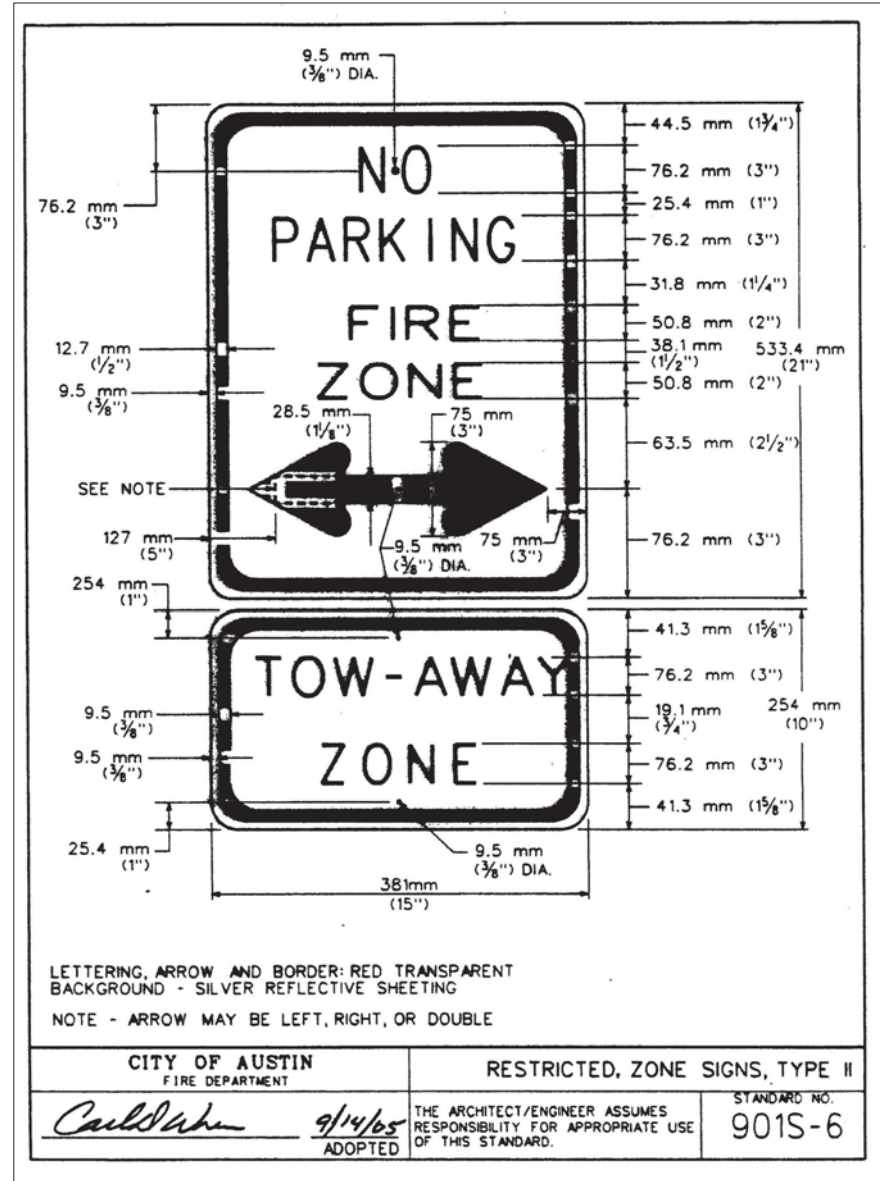 9.5 mm
(3/8") DIA.
44.5 mm (1 3/4")
NO
76.2 mm (3")
76.2 mm
(3")
25.4 mm (1")
PARKING
76.2 mm (3")
31.8 mm (1 1/4")
FIRE
50.8 mm (2")
12.7 mm
(1/2")
38.1 mm
(1 1/2")
533.4 mm
(21")
ZONE
50.8 mm (2")
9.5 mm
(3/8")
28.5 mm
(1 1/8")
75 mm
(3")
63.5 mm (2 1/2")
SEE NOTE
127 mm
(5")
9.5 mm
(3/8") DIA.
75 mm
(3")
76.2 mm (3")
254 mm
(1")
41.3 mm (1 5/8")
TOW-AWAY
76.2 mm (3")
9.5 mm
(3/8")
19.1 mm
(3/4")
254 mm
(10")
9.5 mm
(3/8")
ZONE
76.2 mm (3")
41.3 mm (1 5/8")
25.4 mm
(1")
9.5 mm
(3/8") DIA.
381mm
(15")
LETTERING, ARROW AND BORDER: RED TRANSPARENT
BACKGROUND - SILVER REFLECTIVE SHEETING
NOTE - ARROW MAY BE LEFT, RIGHT, OR DOUBLE
CITY OF AUSTIN
FIRE DEPARTMENT
RESTRICTED, ZONE SIGNS, TYPE II
9/14/05
ADOPTED
THE ARCHITECT/ENGINEER ASSUMES
RESPONSIBILITY FOR APPROPRIATE USE
OF THIS STANDARD.
STANDARD NO.
901S-6